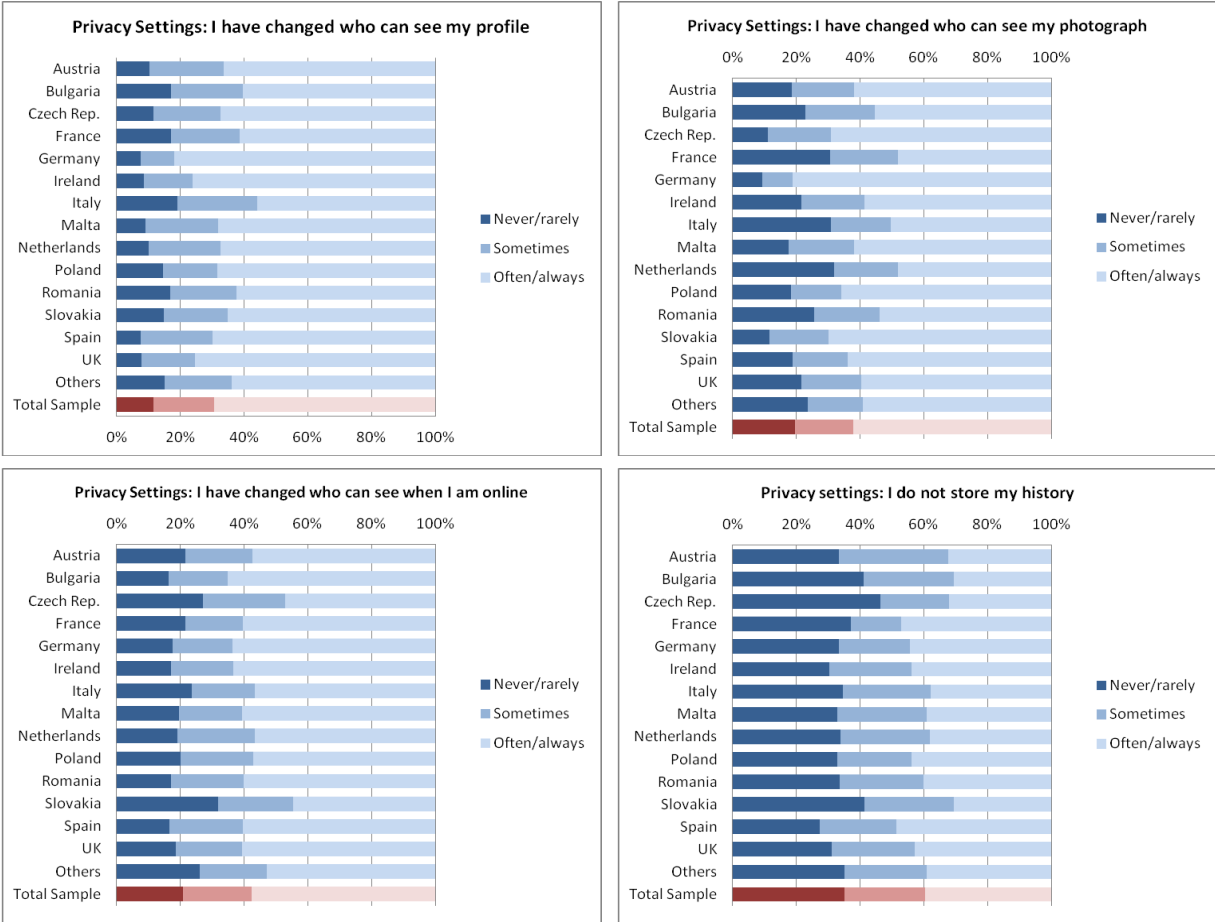 Privacy Settings: I have changed who can see my profile
Austria
Bulgaria
Czech Rep.
France
Germany
Ireland
Italy
Malta
Netherlands
Poland
Romania
Slovakia
Spain
UK
Others
Total Sample
0% 20% 40% 60% 80% 100%
Never/rarely
Sometimes
Often/always
Privacy Settings: I have changed who can see my photograph
0% 20% 40% 60% 80% 100%
Austria
Bulgaria
Czech Rep.
France
Germany
Ireland
Italy
Malta
Netherlands
Poland
Romania
Slovakia
Spain
UK
Others
Total Sample
Never/rarely
Sometimes
Often/always
Privacy Settings: I have changed who can see when I am online
0% 20% 40% 60% 80% 100%
Austria
Bulgaria
Czech Rep.
France
Germany
Ireland
Italy
Malta
Netherlands
Poland
Romania
Slovakia
Spain
UK
Others
Total Sample
Never/rarely
Sometimes
Often/always
Privacy settings: I do not store my history
0% 20% 40% 60% 80% 100%
Austria
Bulgaria
Czech Rep.
France
Germany
Ireland
Italy
Malta
Netherlands
Poland
Romania
Slovakia
Spain
UK
Others
Total Sample
Never/rarely
Sometimes
Often/always